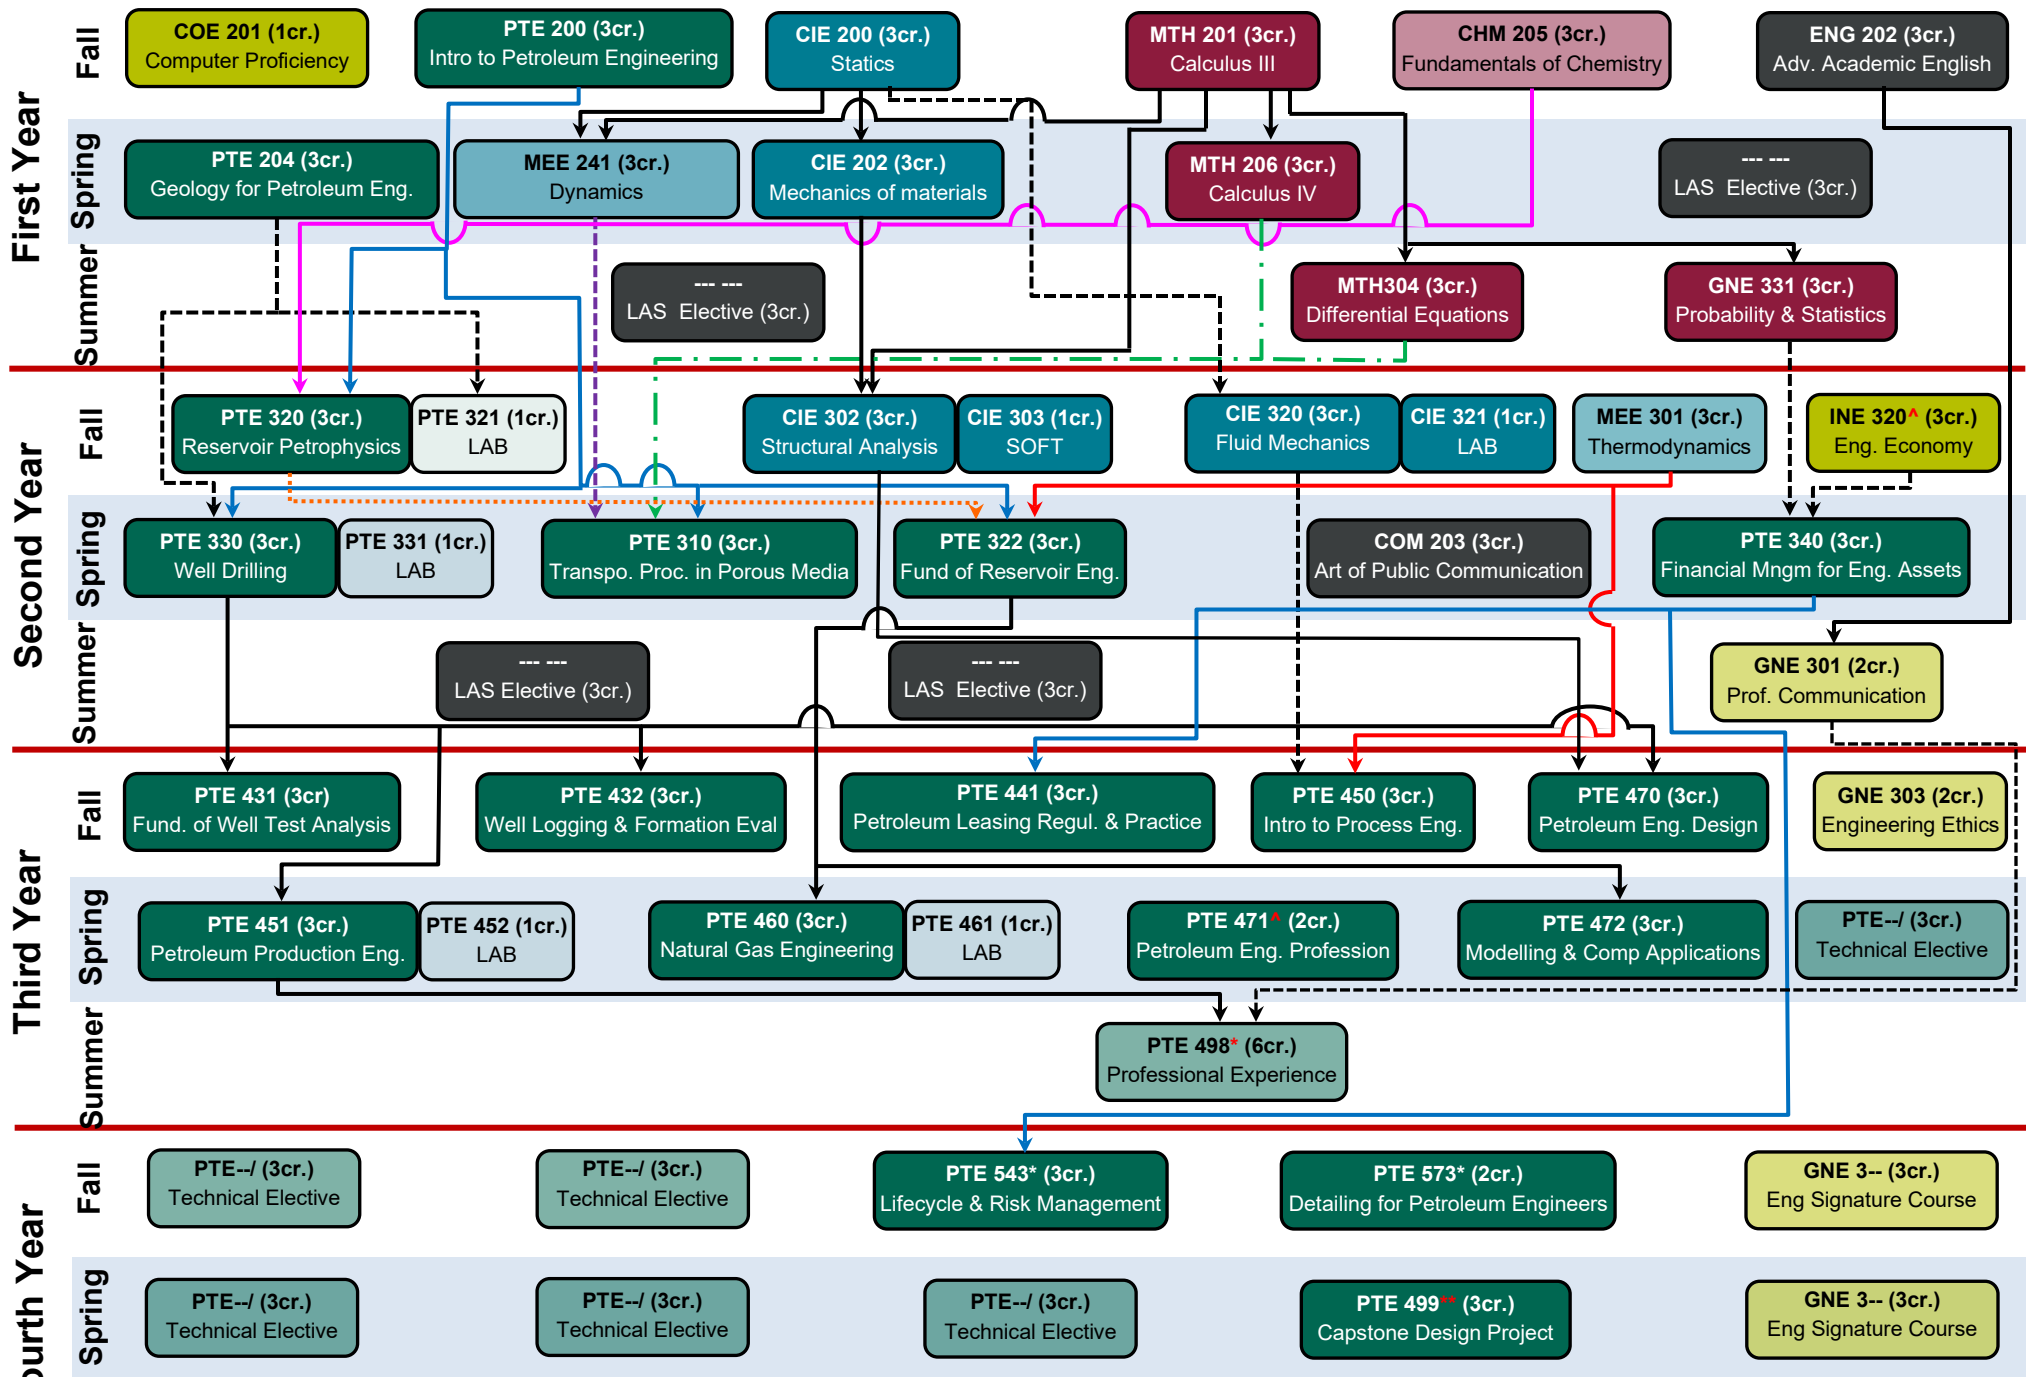 First Year
Fall
COE 201 (1cr.)
Computer Proficiency
PTE 200 (3cr.)
Intro to Petroleum Engineering
CIE 200 (3cr.)
Statics
MTH 201 (3cr.)
Calculus III
CHM 205 (3cr.)
Fundamentals of Chemistry
ENG 202 (3cr.)
Adv. Academic English
Spring
PTE 204 (3cr.)
Geology for Petroleum Eng.
MEE 241 (3cr.)
Dynamics
CIE 202 (3cr.)
Mechanics of materials
MTH 206 (3cr.)
Calculus IV
--- ---
LAS Elective (3cr.)
Summer
--- ---
LAS Elective (3cr.)
MTH304 (3cr.)
Differential Equations
GNE 331 (3cr.)
Probability & Statistics
Second Year
Fall
PTE 320 (3cr.)
Reservoir Petrophysics
PTE 321 (1cr.)
LAB
CIE 302 (3cr.)
Structural Analysis
CIE 303 (1cr.)
SOFT
CIE 320 (3cr.)
Fluid Mechanics
CIE 321 (1cr.)
LAB
MEE 301 (3cr.)
Thermodynamics
INE 320^ (3cr.)
Eng. Economy
Spring
PTE 330 (3cr.)
Well Drilling
PTE 331 (1cr.)
LAB
PTE 310 (3cr.)
Transpo. Proc. in Porous Media
PTE 322 (3cr.)
Fund of Reservoir Eng.
COM 203 (3cr.)
Art of Public Communication
PTE 340 (3cr.)
Financial Mngm for Eng. Assets
Summer
--- ---
LAS Elective (3cr.)
--- ---
LAS Elective (3cr.)
GNE 301 (2cr.)
Prof. Communication
Third Year
Fall
PTE 431 (3cr)
Fund. of Well Test Analysis
PTE 432 (3cr.)
Well Logging & Formation Eval
PTE 441 (3cr.)
Petroleum Leasing Regul. & Practice
PTE 450 (3cr.)
Intro to Process Eng.
PTE 470 (3cr.)
Petroleum Eng. Design
GNE 303 (2cr.)
Engineering Ethics
Spring
PTE 451 (3cr.)
Petroleum Production Eng.
PTE 452 (1cr.)
LAB
PTE 460 (3cr.)
Natural Gas Engineering
PTE 461 (1cr.)
LAB
PTE 471^ (2cr.)
Petroleum Eng. Profession
PTE 472 (3cr.)
Modelling & Comp Applications
PTE--/ (3cr.)
Technical Elective
Summer
PTE 498* (6cr.)
Professional Experience
ourth Year
Fall
PTE--/ (3cr.)
Technical Elective
PTE--/ (3cr.)
Technical Elective
PTE 543* (3cr.)
Lifecycle & Risk Management
PTE 573* (2cr.)
Detailing for Petroleum Engineers
GNE 3-- (3cr.)
Eng Signature Course
Spring
PTE--/ (3cr.)
Technical Elective
PTE--/ (3cr.)
Technical Elective
PTE--/ (3cr.)
Technical Elective
PTE 499** (3cr.)
Capstone Design Project
GNE 3-- (3cr.)
Eng Signature Course